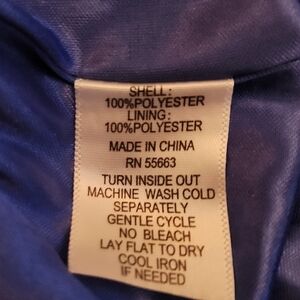 SHELL:
100%POLYESTER
LINING:
100%POLYESTER
MADE IN CHINA
RN 55663
TURN INSIDE OUT
MACHINE WASH COLD
SEPARATELY
GENTLE CYCLE
NO BLEACH
LAY FLAT TO DRY
COOL IRON
IF NEEDED